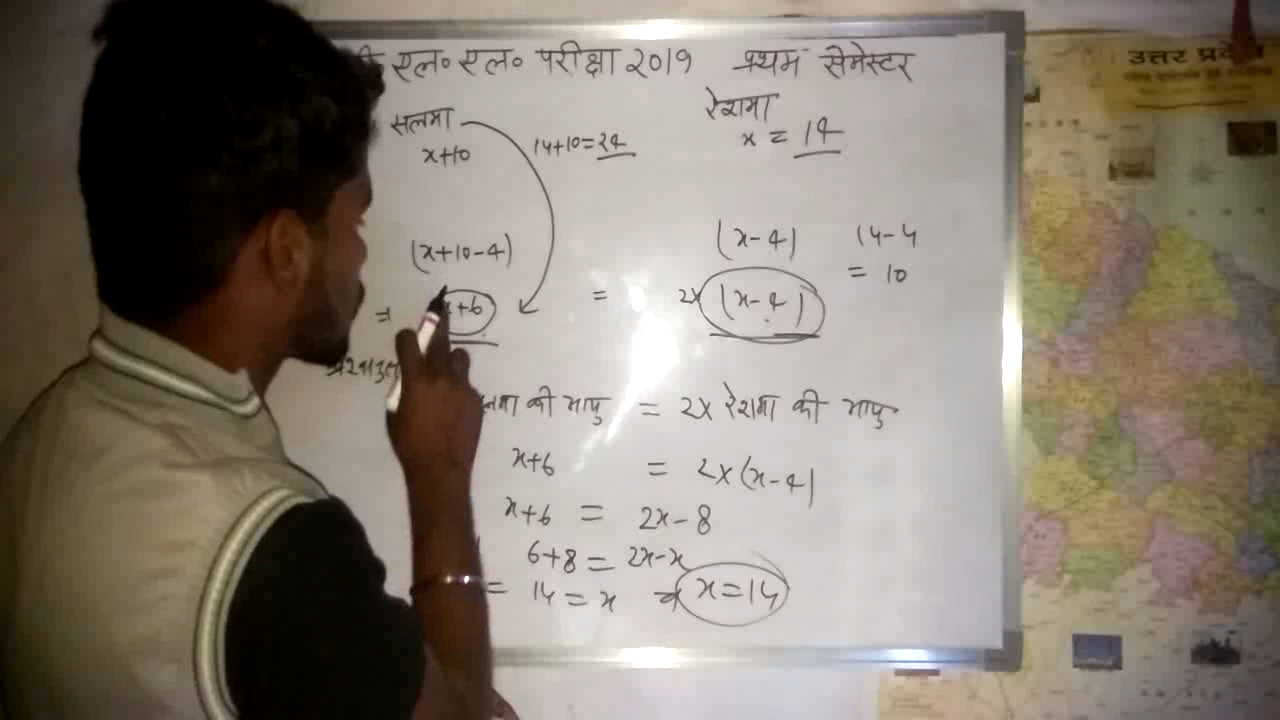 एल० एल० परीक्षा 2019 प्रथम सेमेस्टर
सलमा
x+10
14+10=24
रेशमा
x = 14
(x+10-4)
(x-4)
14-4
= 10
=
+6
=
2x (x-4)
की आयु = 2x रेशमा की आयु
x+6 = 2x(x-4)
x+6 = 2x-8
6+8 = 2x-x
= 14 = x x=14
उत्तर प्रदेश